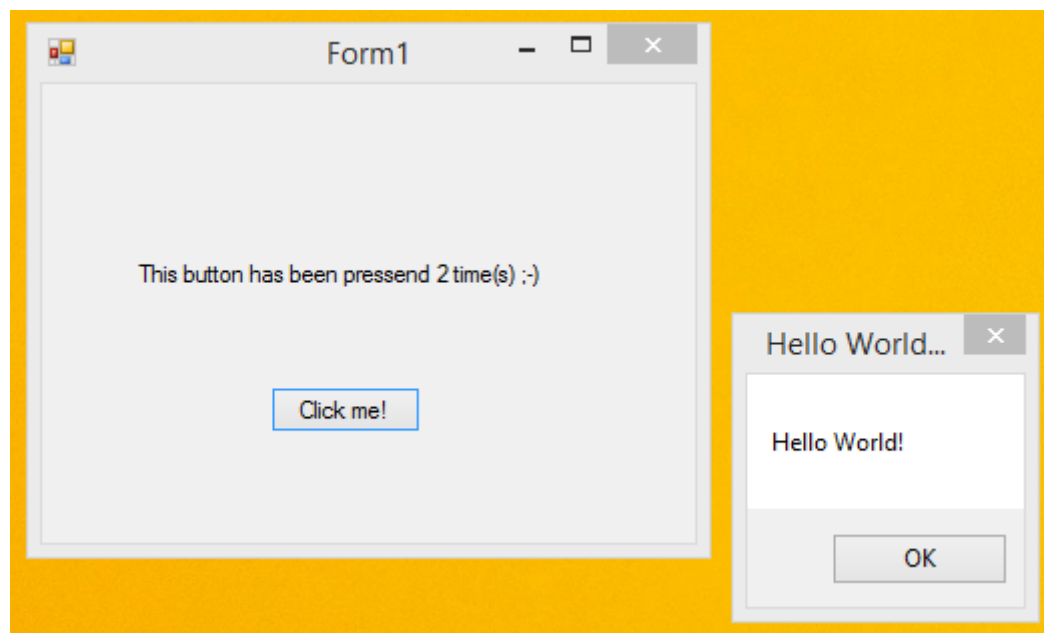 Form1
This button has been pressend 2 time(s) ;-)
Click me!
Hello World...
Hello World!
OK